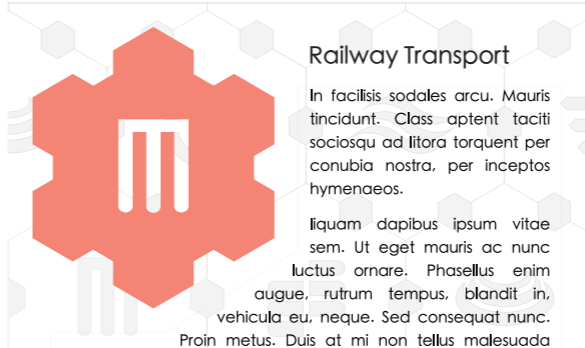 Railway Transport
In facilisis sodales arcu. Mauris
tincidunt. Class aptent taciti
sociosqu ad litora torquent per
conubia nostra, per inceptos
hymenaeos.
liquam dapibus ipsum vitae
sem. Ut eget mauris ac nunc
luctus ornare. Phasellus enim
augue, rutrum tempus, blandit in,
vehicula eu, neque. Sed consequat nunc.
Proin metus. Duis at mi non tellus malesuada